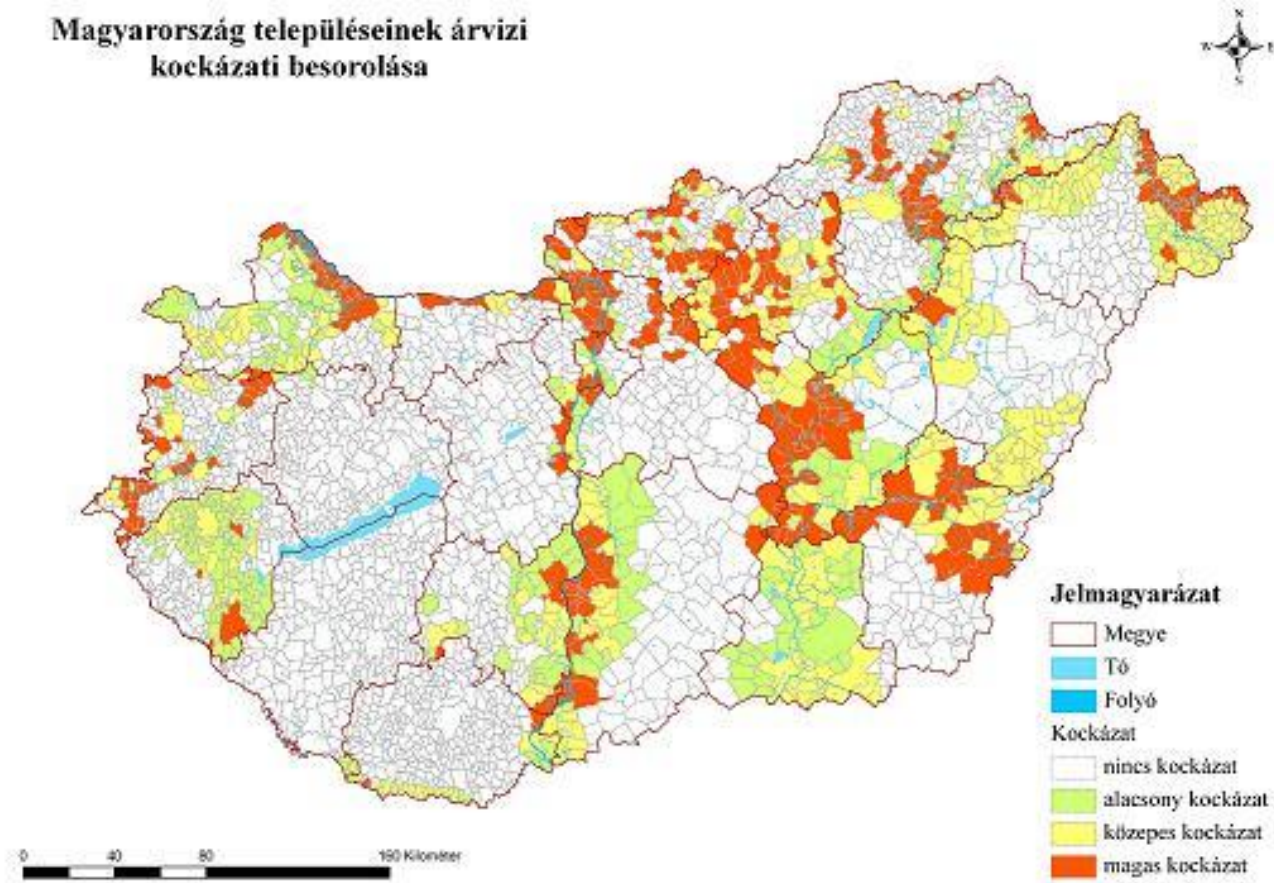 Magyarország településeinek árvizi
kockázati besorolása
N
W E
S
Jelmagyarázat
Megye
Tó
Folyó
Kockázat
nincs kockázat
alacsony kockázat
közepes kockázat
magas kockázat
0 40 80 160 Kilométer